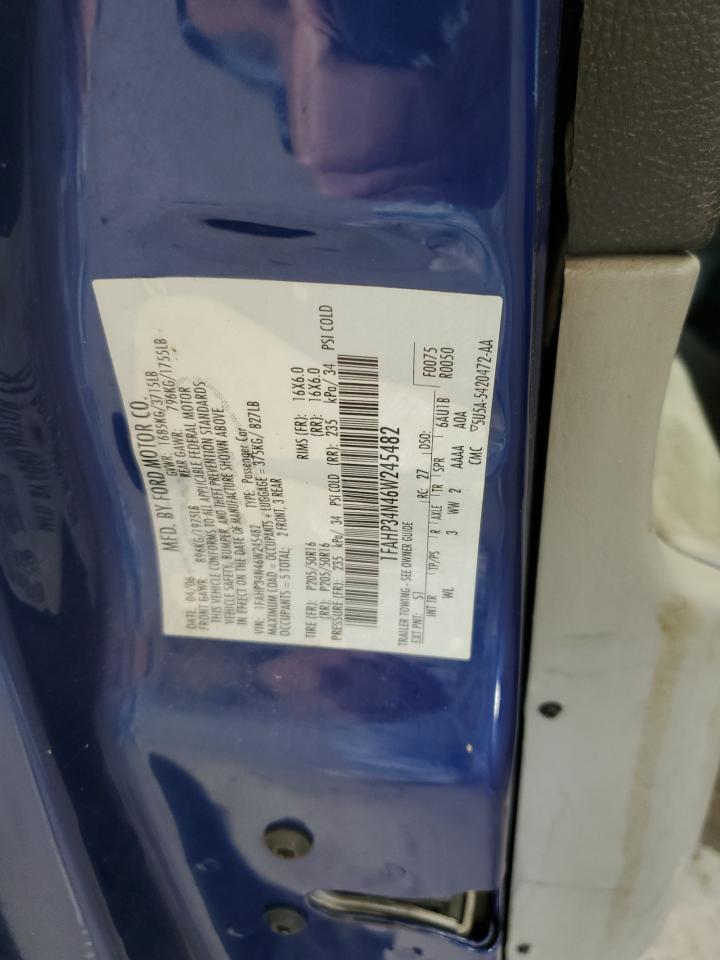 MFD. BY FORD MOTOR CO.
DATE: 04/06 GVWR: 1685KG/3715LB
FRONT GAWR: 896KG/1975LB REAR GAWR: 796KG/1755LB
THIS VEHICLE CONFORMS TO ALL APPLICABLE FEDERAL MOTOR
VEHICLE SAFETY, BUMPER, AND THEFT PREVENTION STANDARDS
IN EFFECT ON THE DATE OF MANUFACTURE SHOWN ABOVE.
VIN: 1FAHP34N46W245482 TYPE: Passenger Car
MAXIMUM LOAD = OCCUPANTS + LUGGAGE = 375KG/ 827LB
OCCUPANTS = 5 TOTAL; 2 FRONT, 3 REAR
TIRE (FR): P205/50R16 RIMS (FR): 16X6.0
(RR): P205/50R16 (RR): 16X6.0
PRESSURE (FR): 235 kPa/ 34 PSI COLD (RR): 235 kPa/ 34 PSI COLD
1FAHP34N46W245482
TRAILER TOWING - SEE OWNER GUIDE
EXT PNT: SJ RC: 27 DSO: F0075
INT TR TP/PS R AXLE TR SPR R0050
6AU1B
WL 3 WW 2 AAAA AOA
CMC ▽5U5A-5420472-AA